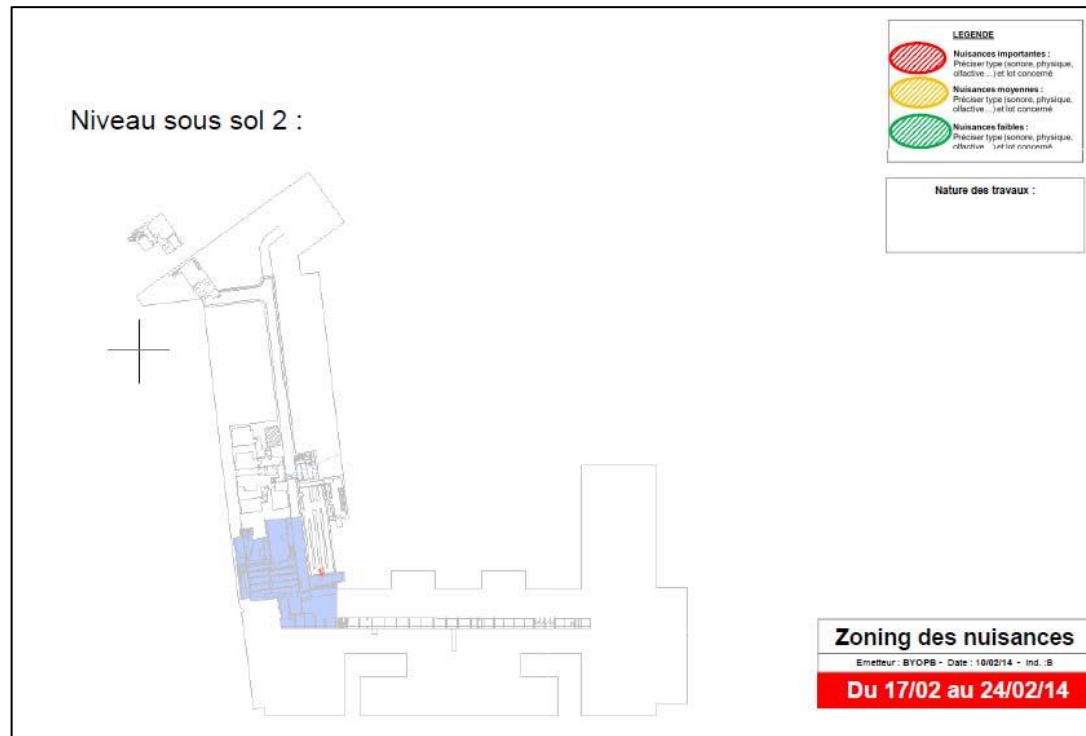 Niveau sous sol 2 :
LEGENDE
Nuisances importantes :
Préciser type (sonore, physique,
olfactive ...) et lot concerné
Nuisances moyennes :
Préciser type (sonore, physique,
olfactive ...) et lot concerné
Nuisances faibles :
Préciser type (sonore, physique,
olfactive ...) et lot concerné
Nature des travaux :
Zoning des nuisances
Emetteur : BYOPB - Date : 10/02/14 - Ind. :B
Du 17/02 au 24/02/14